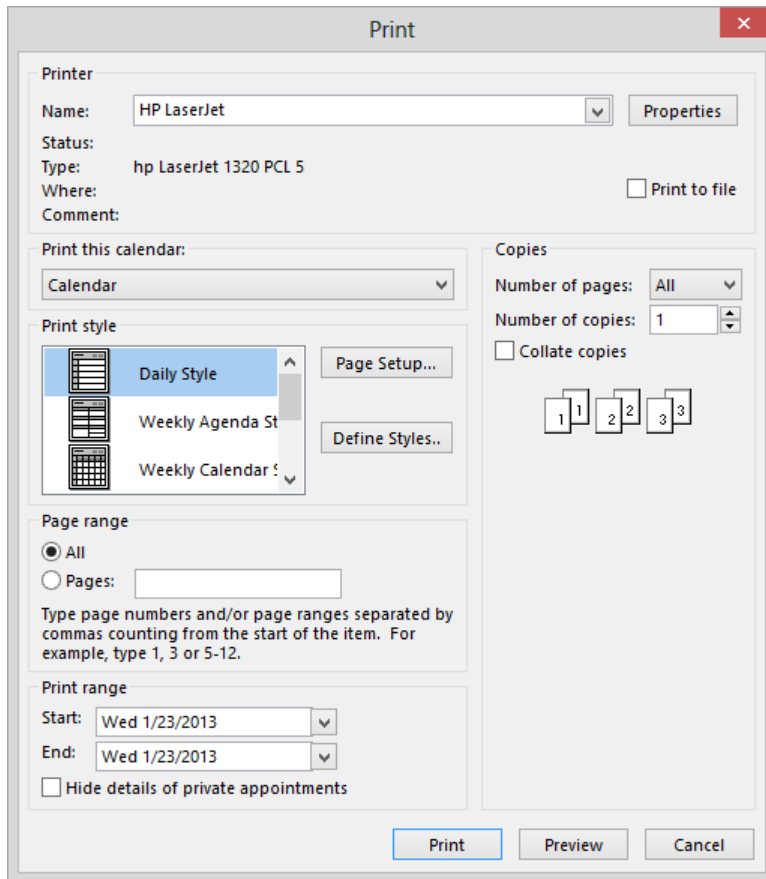 Print
Printer
Name: HP LaserJet Properties
Status:
Type: hp LaserJet 1320 PCL 5
Where: Print to file
Comment:
Print this calendar:
Calendar
Print style
Daily Style Page Setup...
Weekly Agenda St
Define Styles..
Weekly Calendar
Page range
All
Pages:
Type page numbers and/or page ranges separated by
commas counting from the start of the item. For
example, type 1, 3 or 5-12.
Print range
Start: Wed 1/23/2013
End: Wed 1/23/2013
Hide details of private appointments
Copies
Number of pages: All
Number of copies: 1
Collate copies
1 1 2 2 3 3
Print Preview Cancel